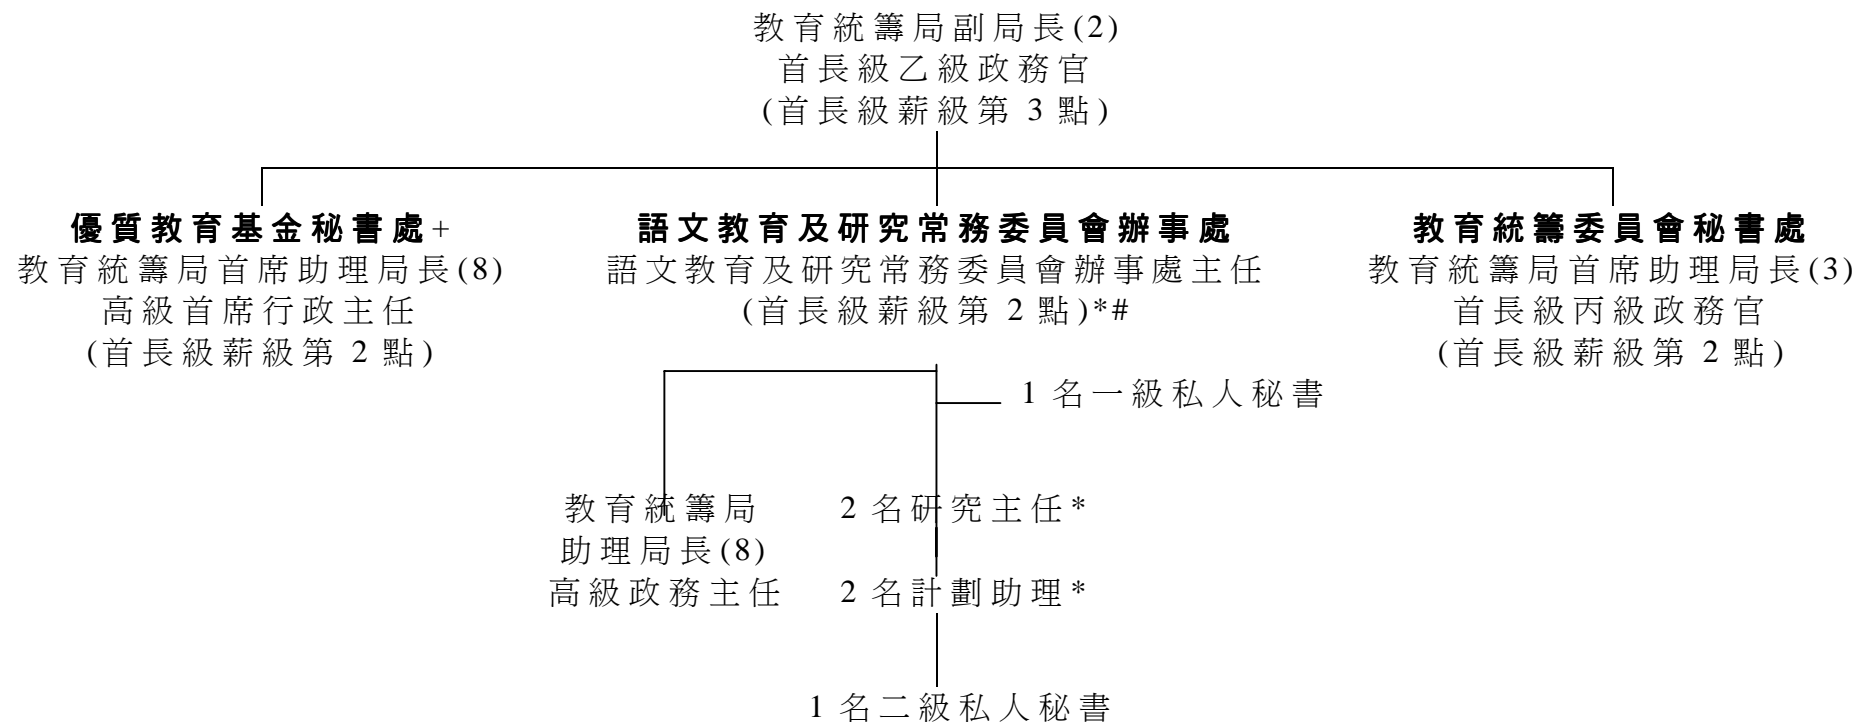 教育統籌局副局長(2)
首長級乙級政務官
(首長級薪級第 3 點)
優質教育基金秘書處+
教育統籌局首席助理局長(8)
高級首席行政主任
(首長級薪級第 2 點)
語文教育及研究常務委員會辦事處
語文教育及研究常務委員會辦事處主任
(首長級薪級第 2 點)*#
教育統籌委員會秘書處
教育統籌局首席助理局長(3)
首長級丙級政務官
(首長級薪級第 2 點)
1 名一級私人秘書
教育統籌局
助理局長(8)
高級政務主任
2 名研究主任*
2 名計劃助理*
1 名二級私人秘書